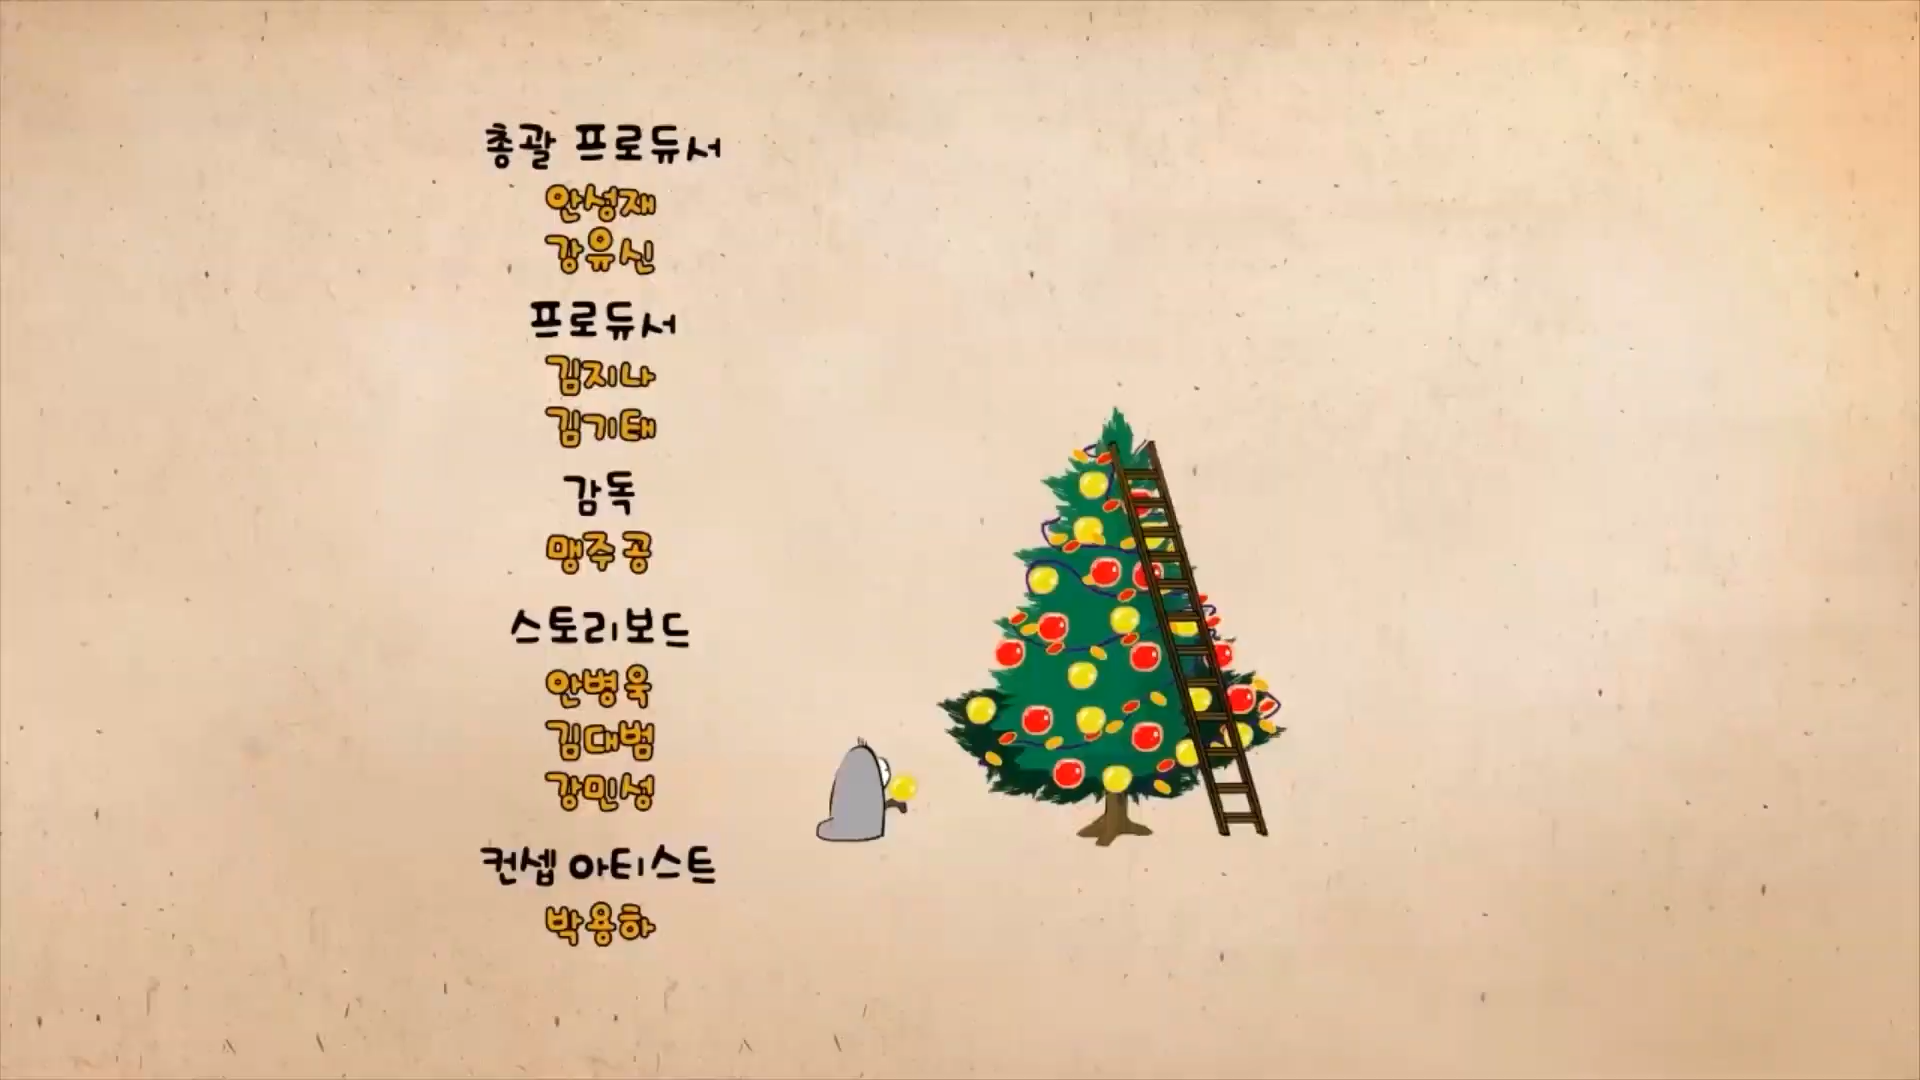 총괄 프로듀서
안성재
강유신
프로듀서
김지나
김기태
감독
맹주공
스토리보드
안병욱
김대범
강민성
컨셉 아티스트
박용하